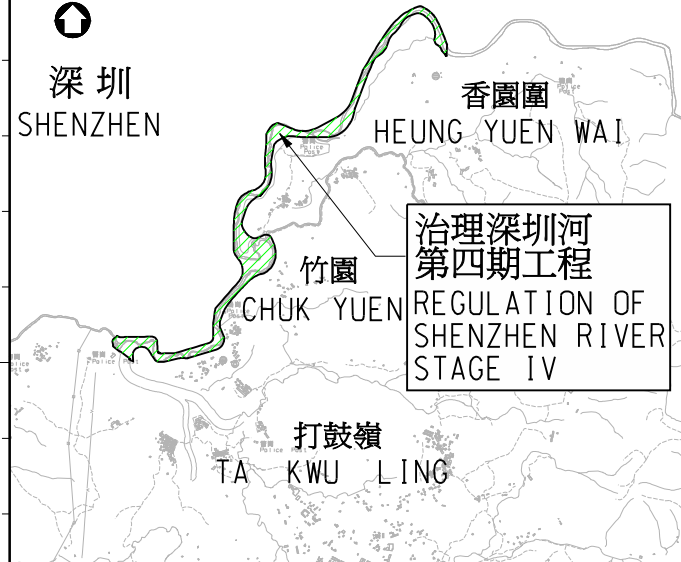 深圳
SHENZHEN
香園圍
HEUNG YUEN WAI
治理深圳河
第四期工程
REGULATION OF
SHENZHEN RIVER
STAGE IV
竹園
CHUK YUEN
打鼓嶺
TA KWU LING